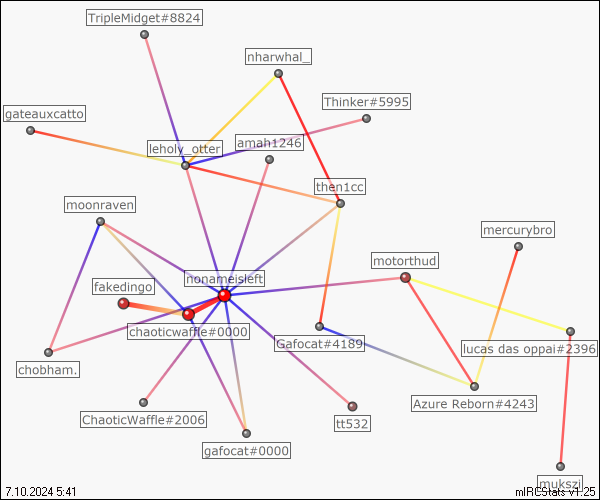 TripleMidget#8824
nharwhal_
Thinker#5995
gateauxcatto
leholy_otter
amah1246
then1cc
moonraven
mercurybro
motorthud
nonameisleft
fakedingo
chaoticwaffle#0000
Gafocat#4189
lucas das oppai#2396
chobham.
Azure Reborn#4243
ChaoticWaffle#2006
tt532
gafocat#0000
mukszi
7.10.2024 5:41
mIRCStats v1.25